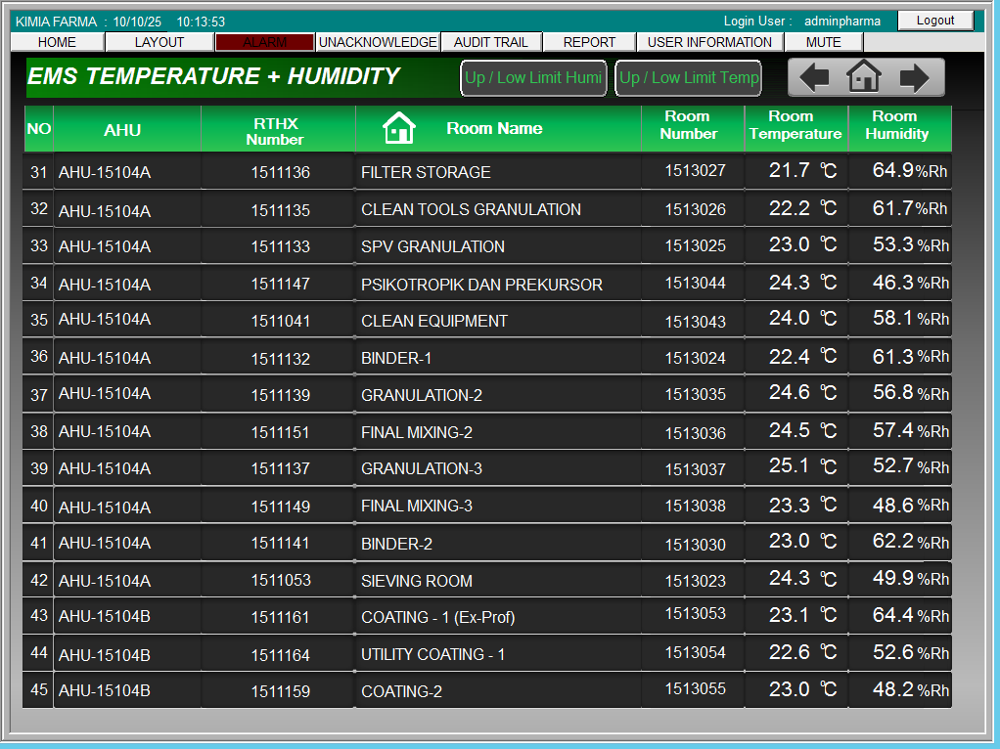 KIMIA FARMA : 10/10/25 10:13:53 Login User : adminpharma Logout
HOME LAYOUT ALARM UNACKNOWLEDGE AUDIT TRAIL REPORT USER INFORMATION MUTE
EMS TEMPERATURE + HUMIDITY Up / Low Limit Humi Up / Low Limit Temp
NO AHU RTHX Number Room Name Room Number Room Temperature Room Humidity
31 AHU-15104A 1511136 FILTER STORAGE 1513027 21.7 °C 64.9 %Rh
32 AHU-15104A 1511135 CLEAN TOOLS GRANULATION 1513026 22.2 °C 61.7 %Rh
33 AHU-15104A 1511133 SPV GRANULATION 1513025 23.0 °C 53.3 %Rh
34 AHU-15104A 1511147 PSIKOTROPIK DAN PREKURSOR 1513044 24.3 °C 46.3 %Rh
35 AHU-15104A 1511041 CLEAN EQUIPMENT 1513043 24.0 °C 58.1 %Rh
36 AHU-15104A 1511132 BINDER-1 1513024 22.4 °C 61.3 %Rh
37 AHU-15104A 1511139 GRANULATION-2 1513035 24.6 °C 56.8 %Rh
38 AHU-15104A 1511151 FINAL MIXING-2 1513036 24.5 °C 57.4 %Rh
39 AHU-15104A 1511137 GRANULATION-3 1513037 25.1 °C 52.7 %Rh
40 AHU-15104A 1511149 FINAL MIXING-3 1513038 23.3 °C 48.6 %Rh
41 AHU-15104A 1511141 BINDER-2 1513030 23.0 °C 62.2 %Rh
42 AHU-15104A 1511053 SIEVING ROOM 1513023 24.3 °C 49.9 %Rh
43 AHU-15104B 1511161 COATING - 1 (Ex-Prof) 1513053 23.1 °C 64.4 %Rh
44 AHU-15104B 1511164 UTILITY COATING - 1 1513054 22.6 °C 52.6 %Rh
45 AHU-15104B 1511159 COATING-2 1513055 23.0 °C 48.2 %Rh